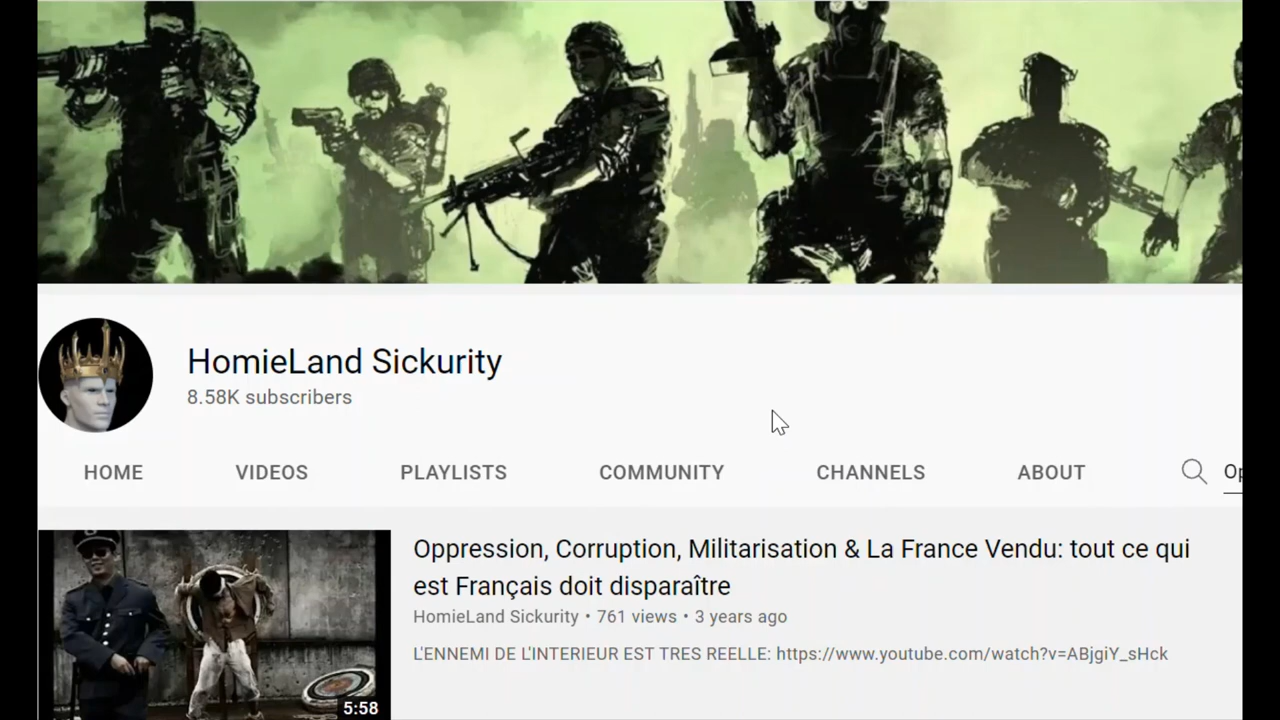 HomieLand Sickurity
8.58K subscribers
HOME VIDEOS PLAYLISTS COMMUNITY CHANNELS ABOUT Op
Oppression, Corruption, Militarisation & La France Vendu: tout ce qui
est Français doit disparaître
HomieLand Sickurity • 761 views • 3 years ago
L'ENNEMI DE L'INTERIEUR EST TRES REELLE: https://www.youtube.com/watch?v=ABjgiY_sHck
5:58